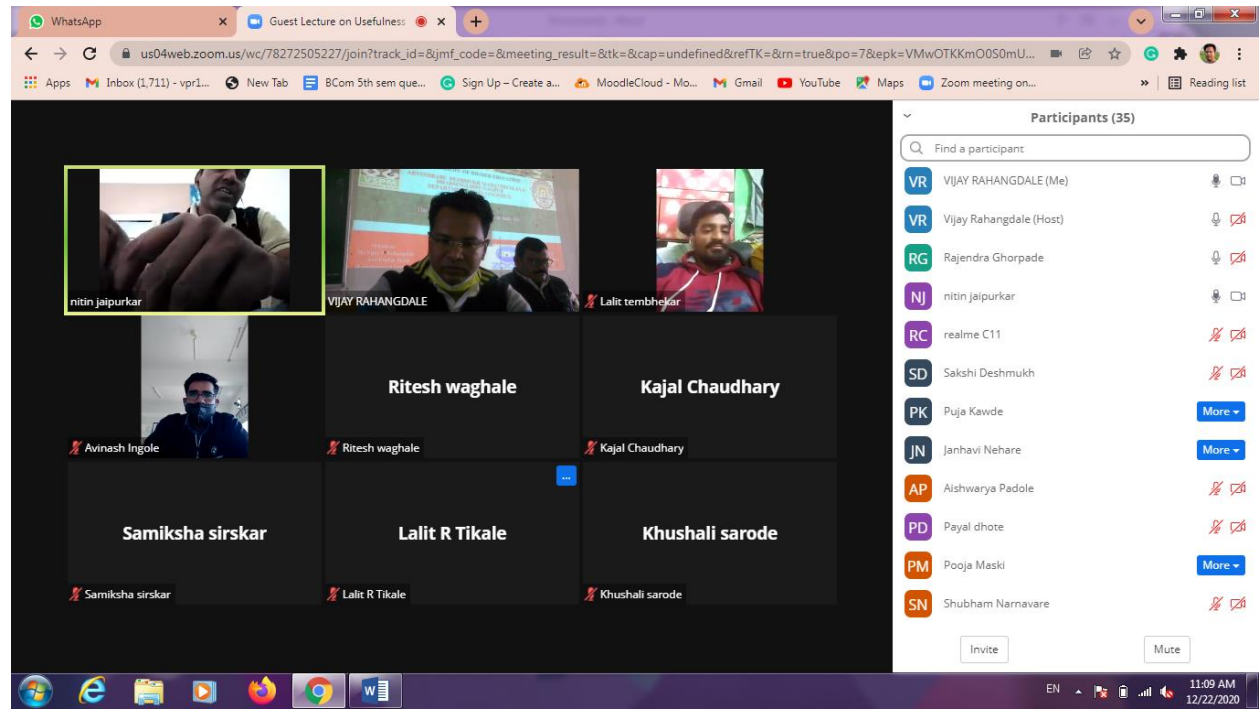 WhatsApp
Guest Lecture on Usefulness
us04web.zoom.us/wc/78272505227/join?track_id=&jmf_code=&meeting_result=&tk=&cap=undefined&refTK=&rn=true&po=7&epk=VMwOTKKmO0S0mU...
Apps
Inbox (1,711) - vpr1...
New Tab
BCom 5th sem que...
Sign Up – Create a...
MoodleCloud - Mo...
Gmail
YouTube
Maps
Zoom meeting on...
»
Reading list
nitin jaipurkar
VIJAY RAHANGDALE
Lalit tembhekar
Avinash Ingole
Ritesh waghale
Ritesh waghale
Kajal Chaudhary
Kajal Chaudhary
Samiksha sirskar
Samiksha sirskar
...
Lalit R Tikale
Lalit R Tikale
Khushali sarode
Khushali sarode
Participants (35)
Find a participant
VR VIJAY RAHANGDALE (Me)
VR Vijay Rahangdale (Host)
RG Rajendra Ghorpade
NJ nitin jaipurkar
RC realme C11
SD Sakshi Deshmukh
PK Puja Kawde More
JN Janhavi Nehare More
AP Aishwarya Padole
PD Payal dhote
PM Pooja Maski More
SN Shubham Narnavare
Invite
Mute
EN
11:09 AM
12/22/2020